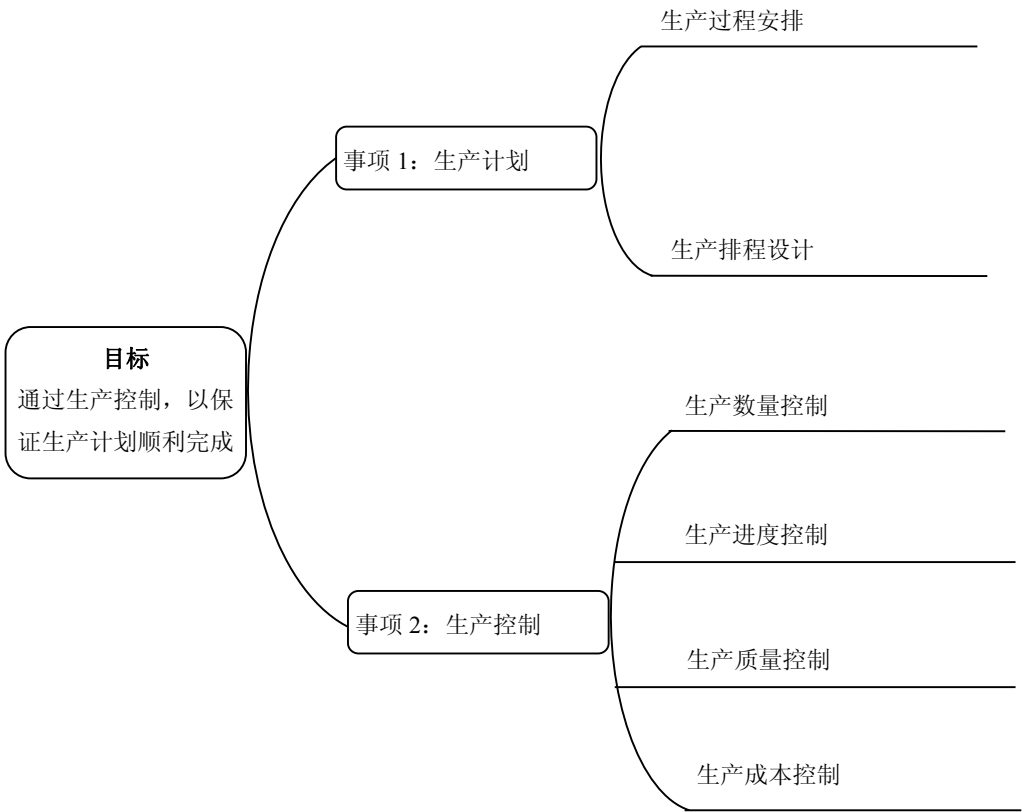 生产过程安排
事项 1：生产计划
生产排程设计
目标
通过生产控制，以保
证生产计划顺利完成
生产数量控制
生产进度控制
事项 2：生产控制
生产质量控制
生产成本控制